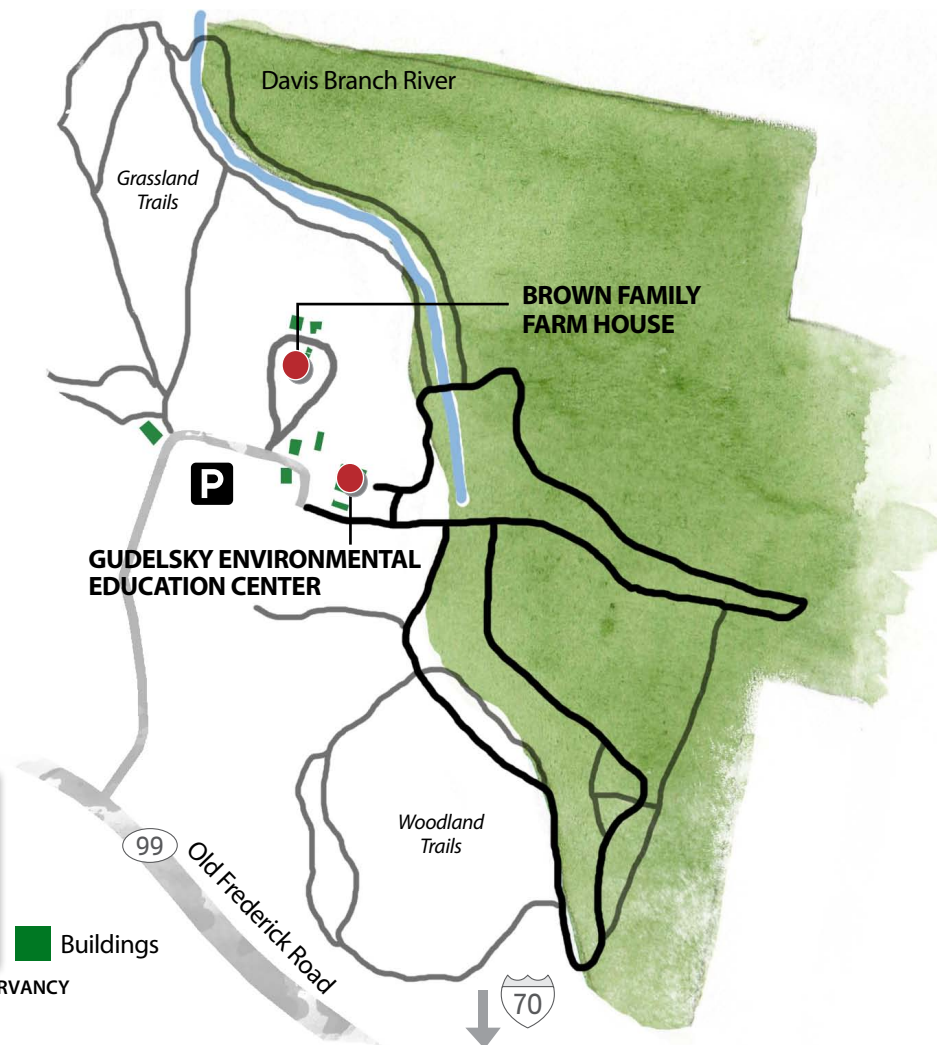 Davis Branch River
Grassland
Trails
BROWN FAMILY
FARM HOUSE
P
GUDELSKY ENVIRONMENTAL
EDUCATION CENTER
99
Old Frederick Road
Woodland
Trails
Buildings
RVANCY
70